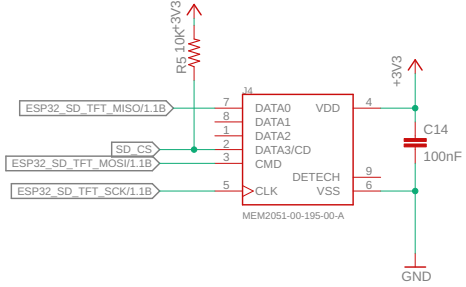 +3V3
R5 10K
+3V3
J4
ESP32_SD_TFT_MISO/1.1B 7 DATA0 VDD 4
8 DATA1
1 DATA2
C14
SD_CS 2 DATA3/CD
100nF
ESP32_SD_TFT_MOSI/1.1B 3 CMD
DETECH 9
ESP32_SD_TFT_SCK/1.1B 5 CLK VSS 6
MEM2051-00-195-00-A
GND